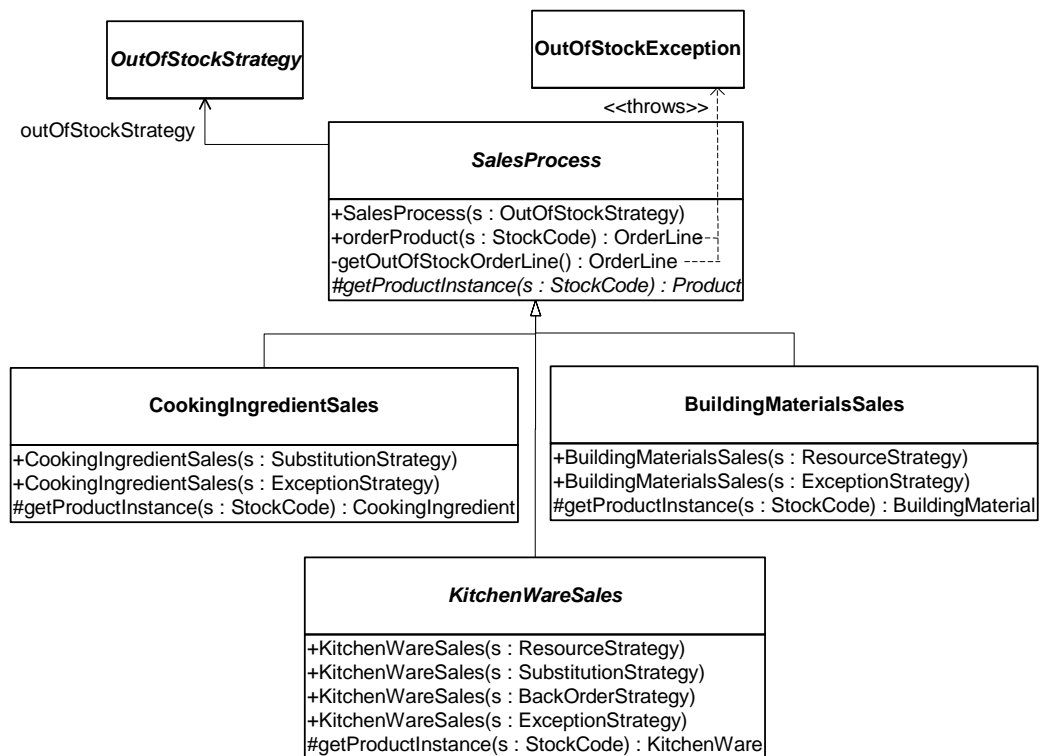 OutOfStockStrategy
OutOfStockException
<<throws>>
outOfStockStrategy
SalesProcess
+SalesProcess(s : OutOfStockStrategy)
+orderProduct(s : StockCode) : OrderLine
-getOutOfStockOrderLine() : OrderLine
#getProductInstance(s : StockCode) : Product
CookingIngredientSales
+CookingIngredientSales(s : SubstitutionStrategy)
+CookingIngredientSales(s : ExceptionStrategy)
#getProductInstance(s : StockCode) : CookingIngredient
BuildingMaterialsSales
+BuildingMaterialsSales(s : ResourceStrategy)
+BuildingMaterialsSales(s : ExceptionStrategy)
#getProductInstance(s : StockCode) : BuildingMaterial
KitchenWareSales
+KitchenWareSales(s : ResourceStrategy)
+KitchenWareSales(s : SubstitutionStrategy)
+KitchenWareSales(s : BackOrderStrategy)
+KitchenWareSales(s : ExceptionStrategy)
#getProductInstance(s : StockCode) : KitchenWare